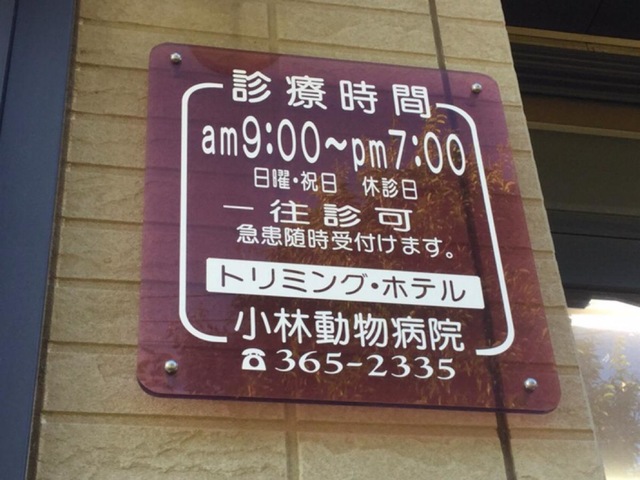 診療時間
am9:00〜pm7:00
日曜・祝日 休診日
一往診可
急患随時受付けます。
トリミング・ホテル
小林動物病院
☎365-2335